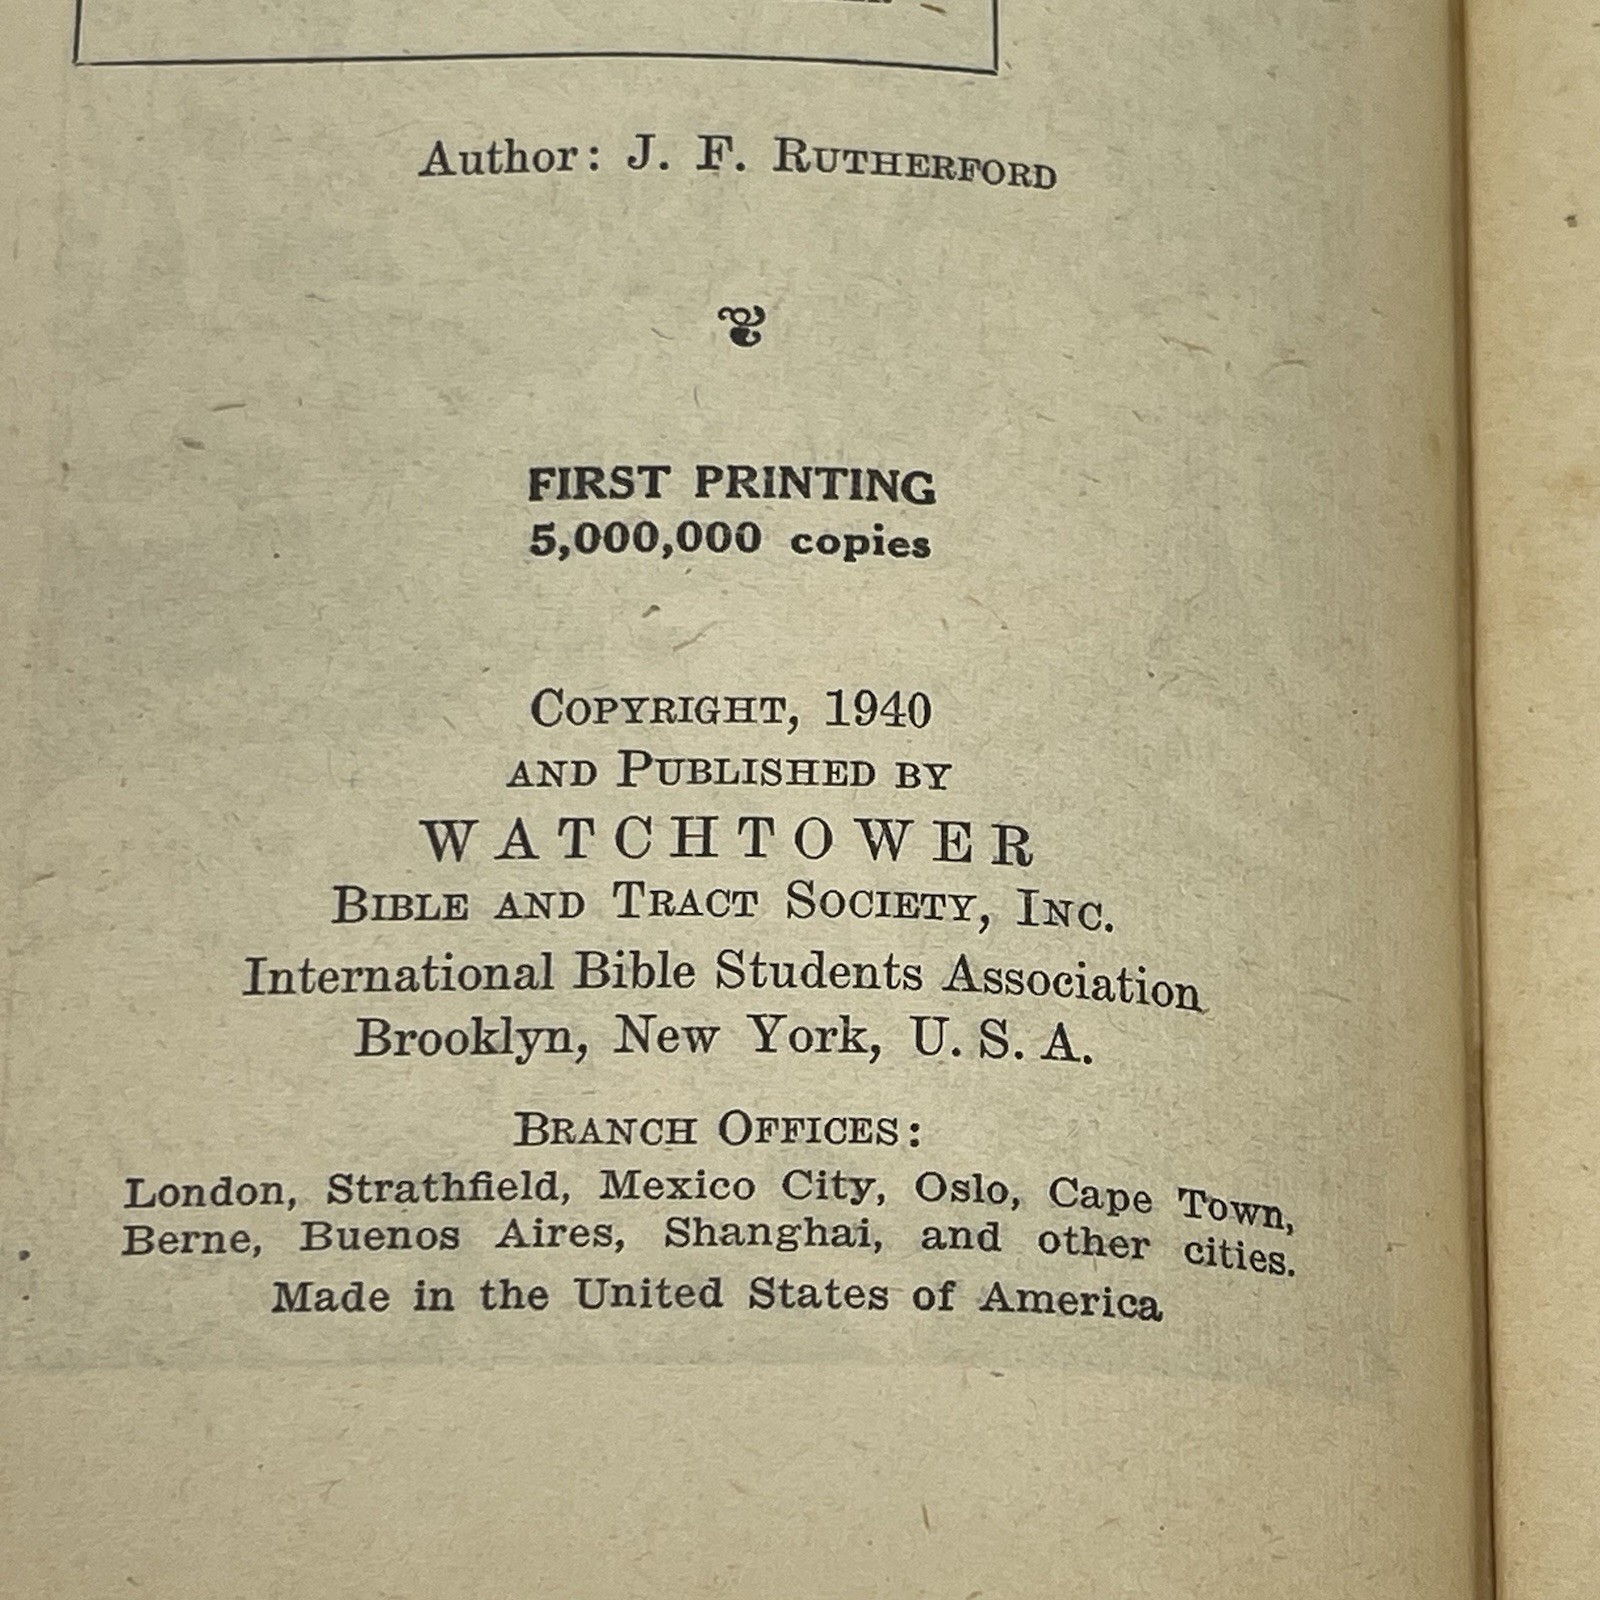 Author: J. F. RUTHERFORD
FIRST PRINTING
5,000,000 copies
COPYRIGHT, 1940
AND PUBLISHED BY
WATCHTOWER
BIBLE AND TRACT SOCIETY, INC.
International Bible Students Association
Brooklyn, New York, U. S. A.
BRANCH OFFICES:
London, Strathfield, Mexico City, Oslo, Cape Town,
Berne, Buenos Aires, Shanghai, and other cities.
Made in the United States of America